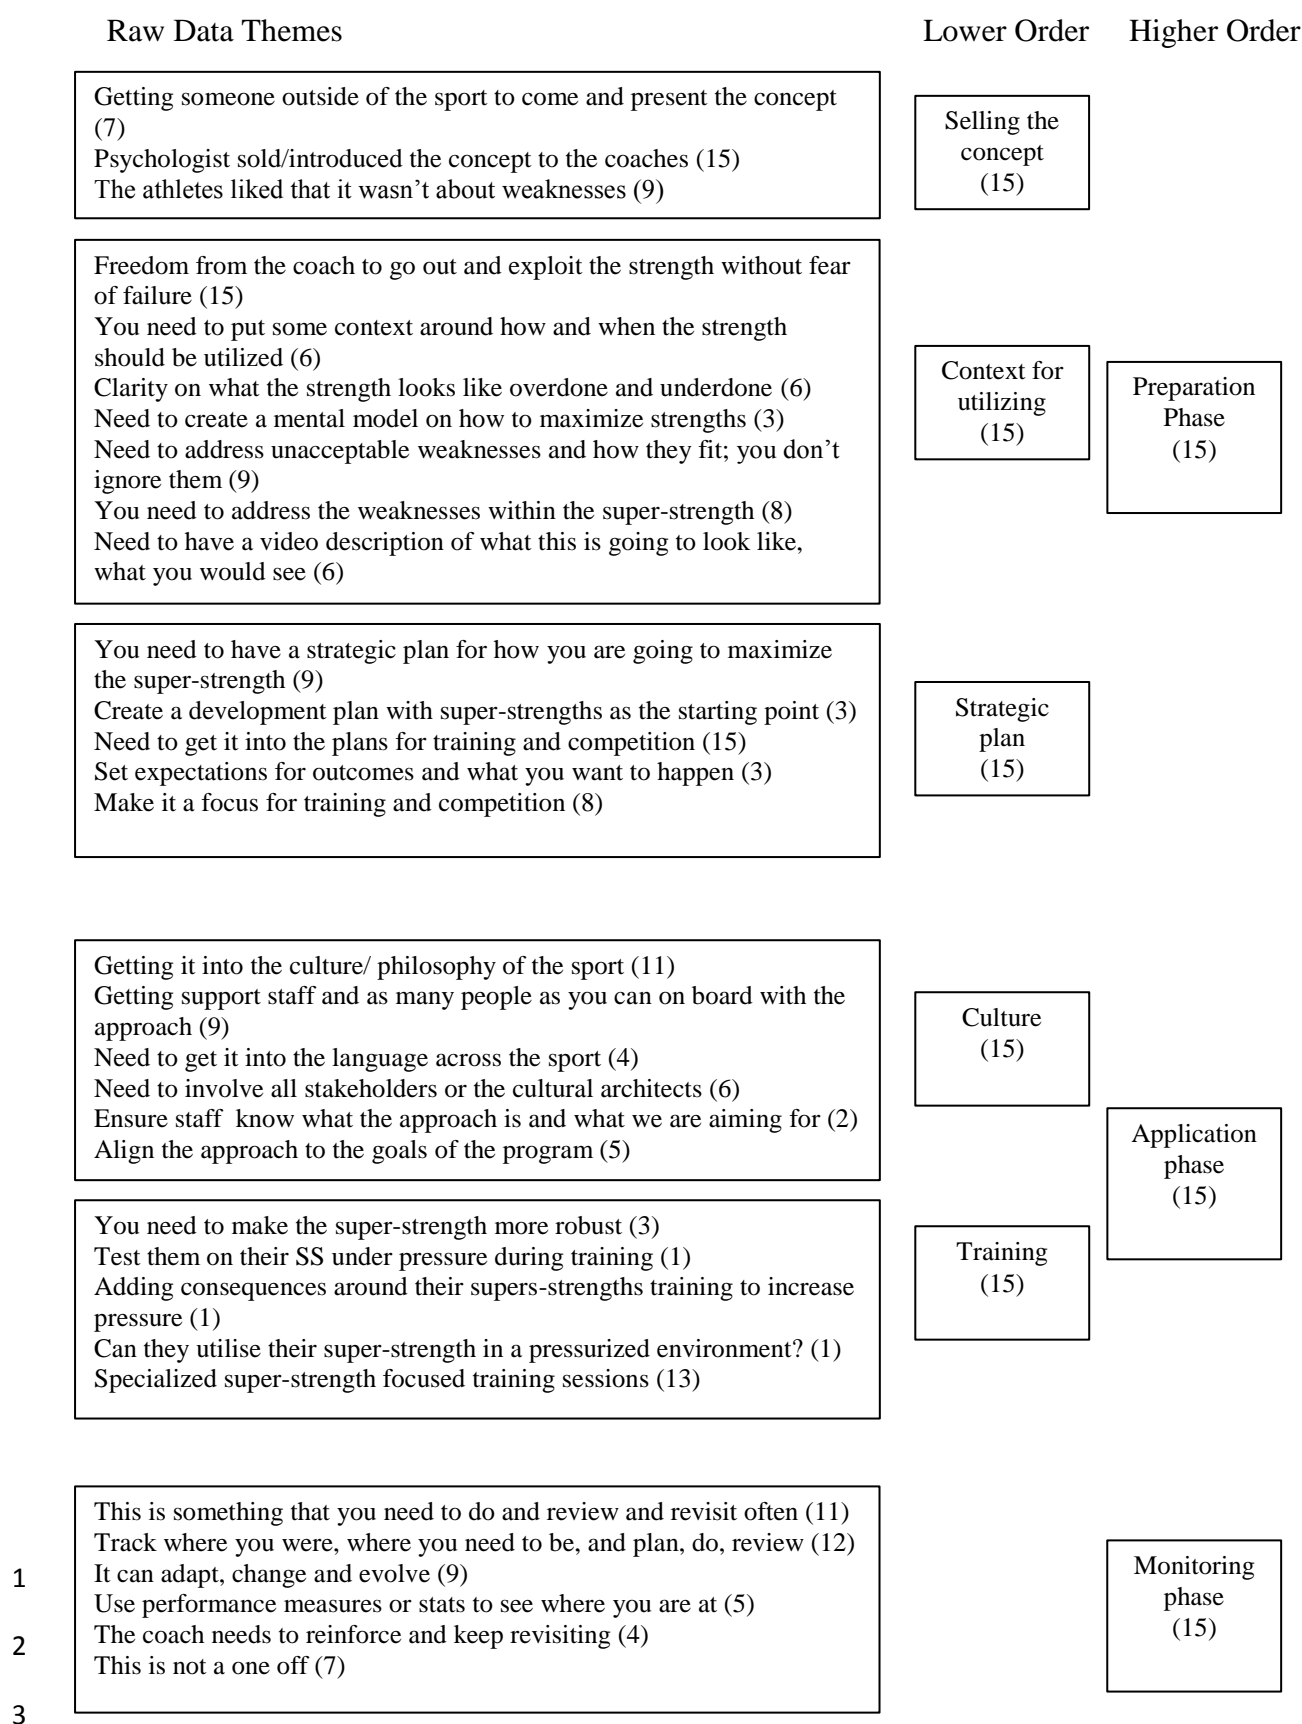 Raw Data Themes
Lower Order
Higher Order
Getting someone outside of the sport to come and present the concept
(7)
Psychologist sold/introduced the concept to the coaches (15)
The athletes liked that it wasn’t about weaknesses (9)
Selling the
concept
(15)
Freedom from the coach to go out and exploit the strength without fear
of failure (15)
You need to put some context around how and when the strength
should be utilized (6)
Clarity on what the strength looks like overdone and underdone (6)
Need to create a mental model on how to maximize strengths (3)
Need to address unacceptable weaknesses and how they fit; you don’t
ignore them (9)
You need to address the weaknesses within the super-strength (8)
Need to have a video description of what this is going to look like,
what you would see (6)
Context for
utilizing
(15)
Preparation
Phase
(15)
You need to have a strategic plan for how you are going to maximize
the super-strength (9)
Create a development plan with super-strengths as the starting point (3)
Need to get it into the plans for training and competition (15)
Set expectations for outcomes and what you want to happen (3)
Make it a focus for training and competition (8)
Strategic
plan
(15)
Getting it into the culture/ philosophy of the sport (11)
Getting support staff and as many people as you can on board with the
approach (9)
Need to get it into the language across the sport (4)
Need to involve all stakeholders or the cultural architects (6)
Ensure staff  know what the approach is and what we are aiming for (2)
Align the approach to the goals of the program (5)
Culture
(15)
Application
phase
(15)
You need to make the super-strength more robust (3)
Test them on their SS under pressure during training (1)
Adding consequences around their supers-strengths training to increase
pressure (1)
Can they utilise their super-strength in a pressurized environment? (1)
Specialized super-strength focused training sessions (13)
Training
(15)
This is something that you need to do and review and revisit often (11)
Track where you were, where you need to be, and plan, do, review (12)
It can adapt, change and evolve (9)
Use performance measures or stats to see where you are at (5)
The coach needs to reinforce and keep revisiting (4)
This is not a one off (7)
Monitoring
phase
(15)
1
2
3